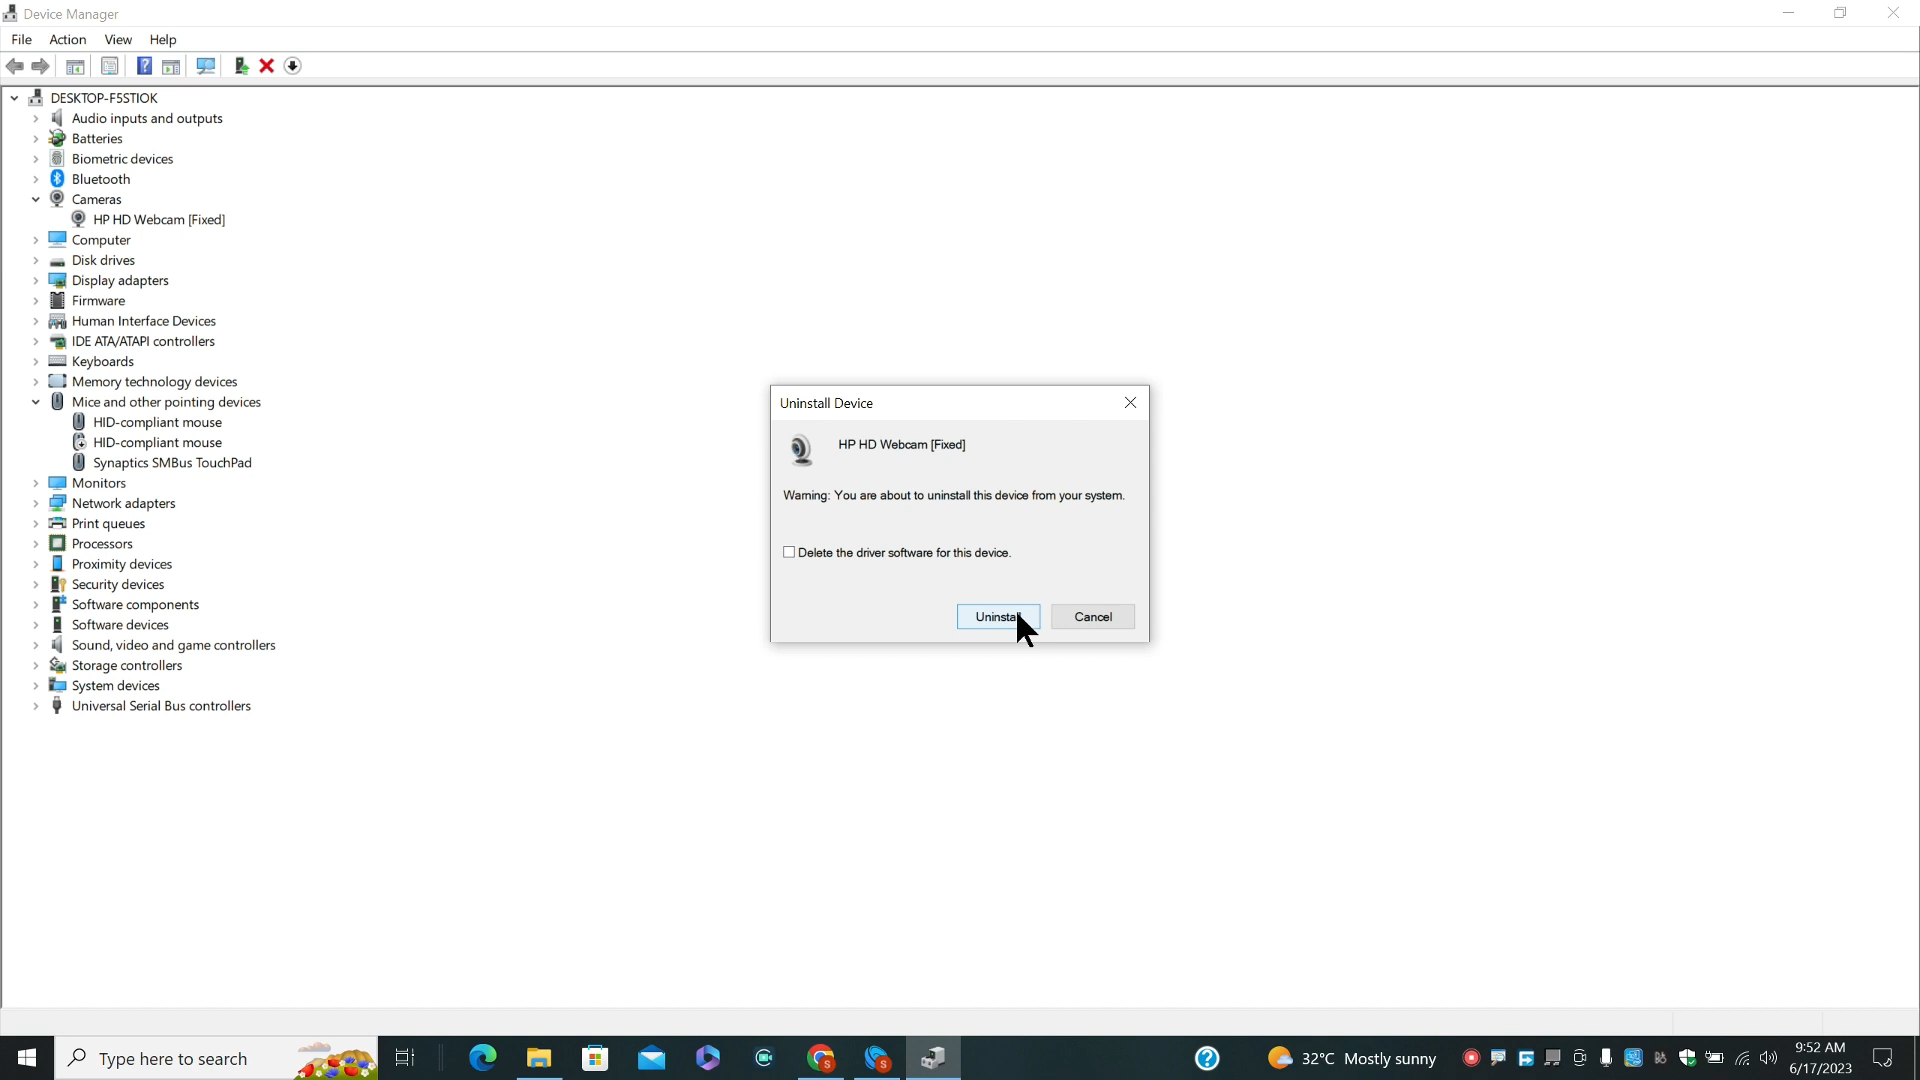 Device Manager
File Action View Help
DESKTOP-F5STIOK
Audio inputs and outputs
Batteries
Biometric devices
Bluetooth
Cameras
HP HD Webcam [Fixed]
Computer
Disk drives
Display adapters
Firmware
Human Interface Devices
IDE ATA/ATAPI controllers
Keyboards
Memory technology devices
Mice and other pointing devices
HID-compliant mouse
HID-compliant mouse
Synaptics SMBus TouchPad
Monitors
Network adapters
Print queues
Processors
Proximity devices
Security devices
Software components
Software devices
Sound, video and game controllers
Storage controllers
System devices
Universal Serial Bus controllers
Uninstall Device
HP HD Webcam [Fixed]
Warning: You are about to uninstall this device from your system.
Delete the driver software for this device.
Uninstall Cancel
Type here to search
32°C Mostly sunny
9:52 AM
6/17/2023